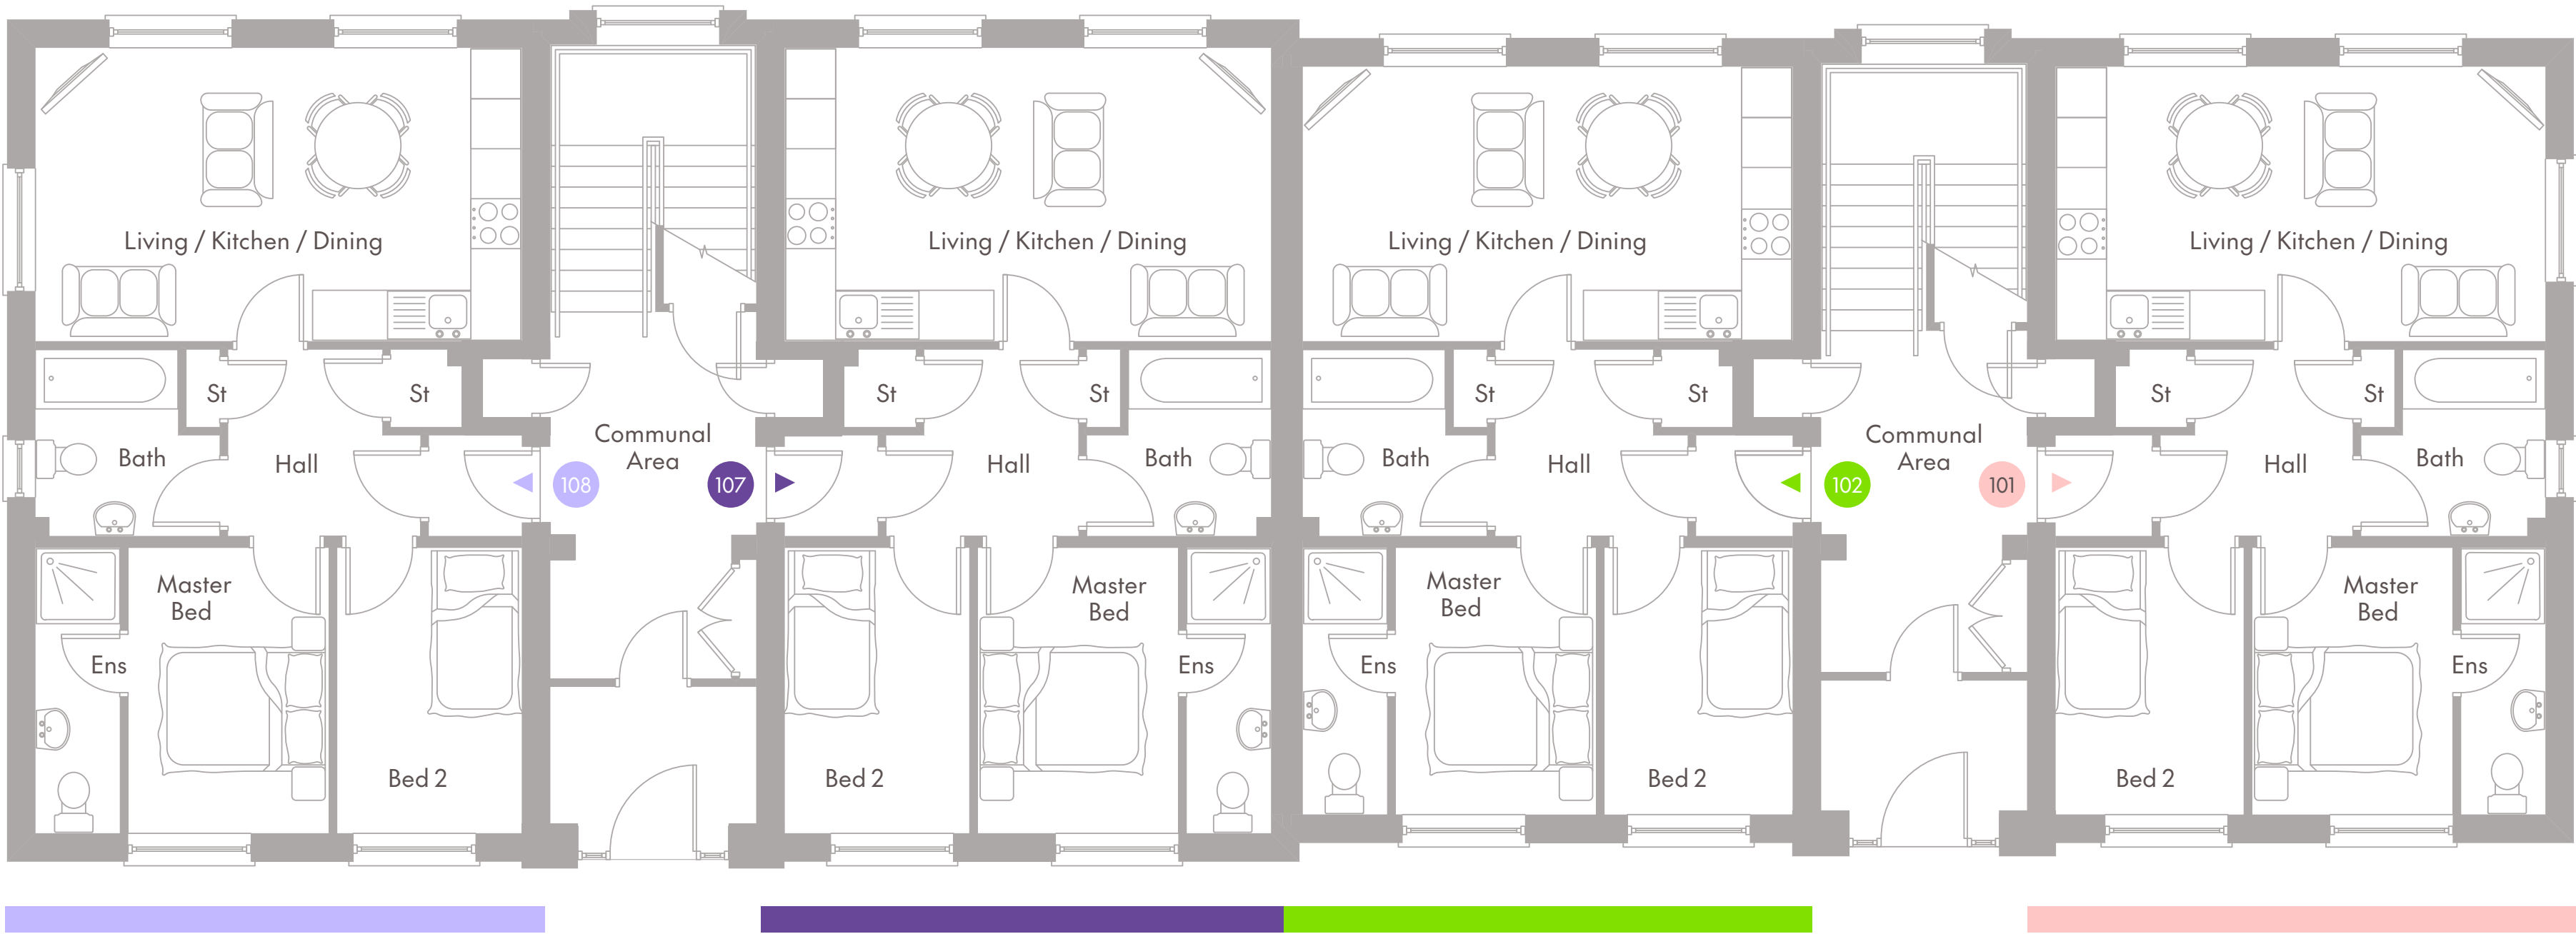 Living / Kitchen / Dining
Living / Kitchen / Dining
Living / Kitchen / Dining
Living / Kitchen / Dining
St
St
St
St
St
St
St
St
Communal
Area
Communal
Area
Bath
Hall
Hall
Bath
Bath
Hall
Hall
Bath
108
107
102
101
Master
Bed
Master
Bed
Master
Bed
Master
Bed
Ens
Ens
Ens
Ens
Bed 2
Bed 2
Bed 2
Bed 2